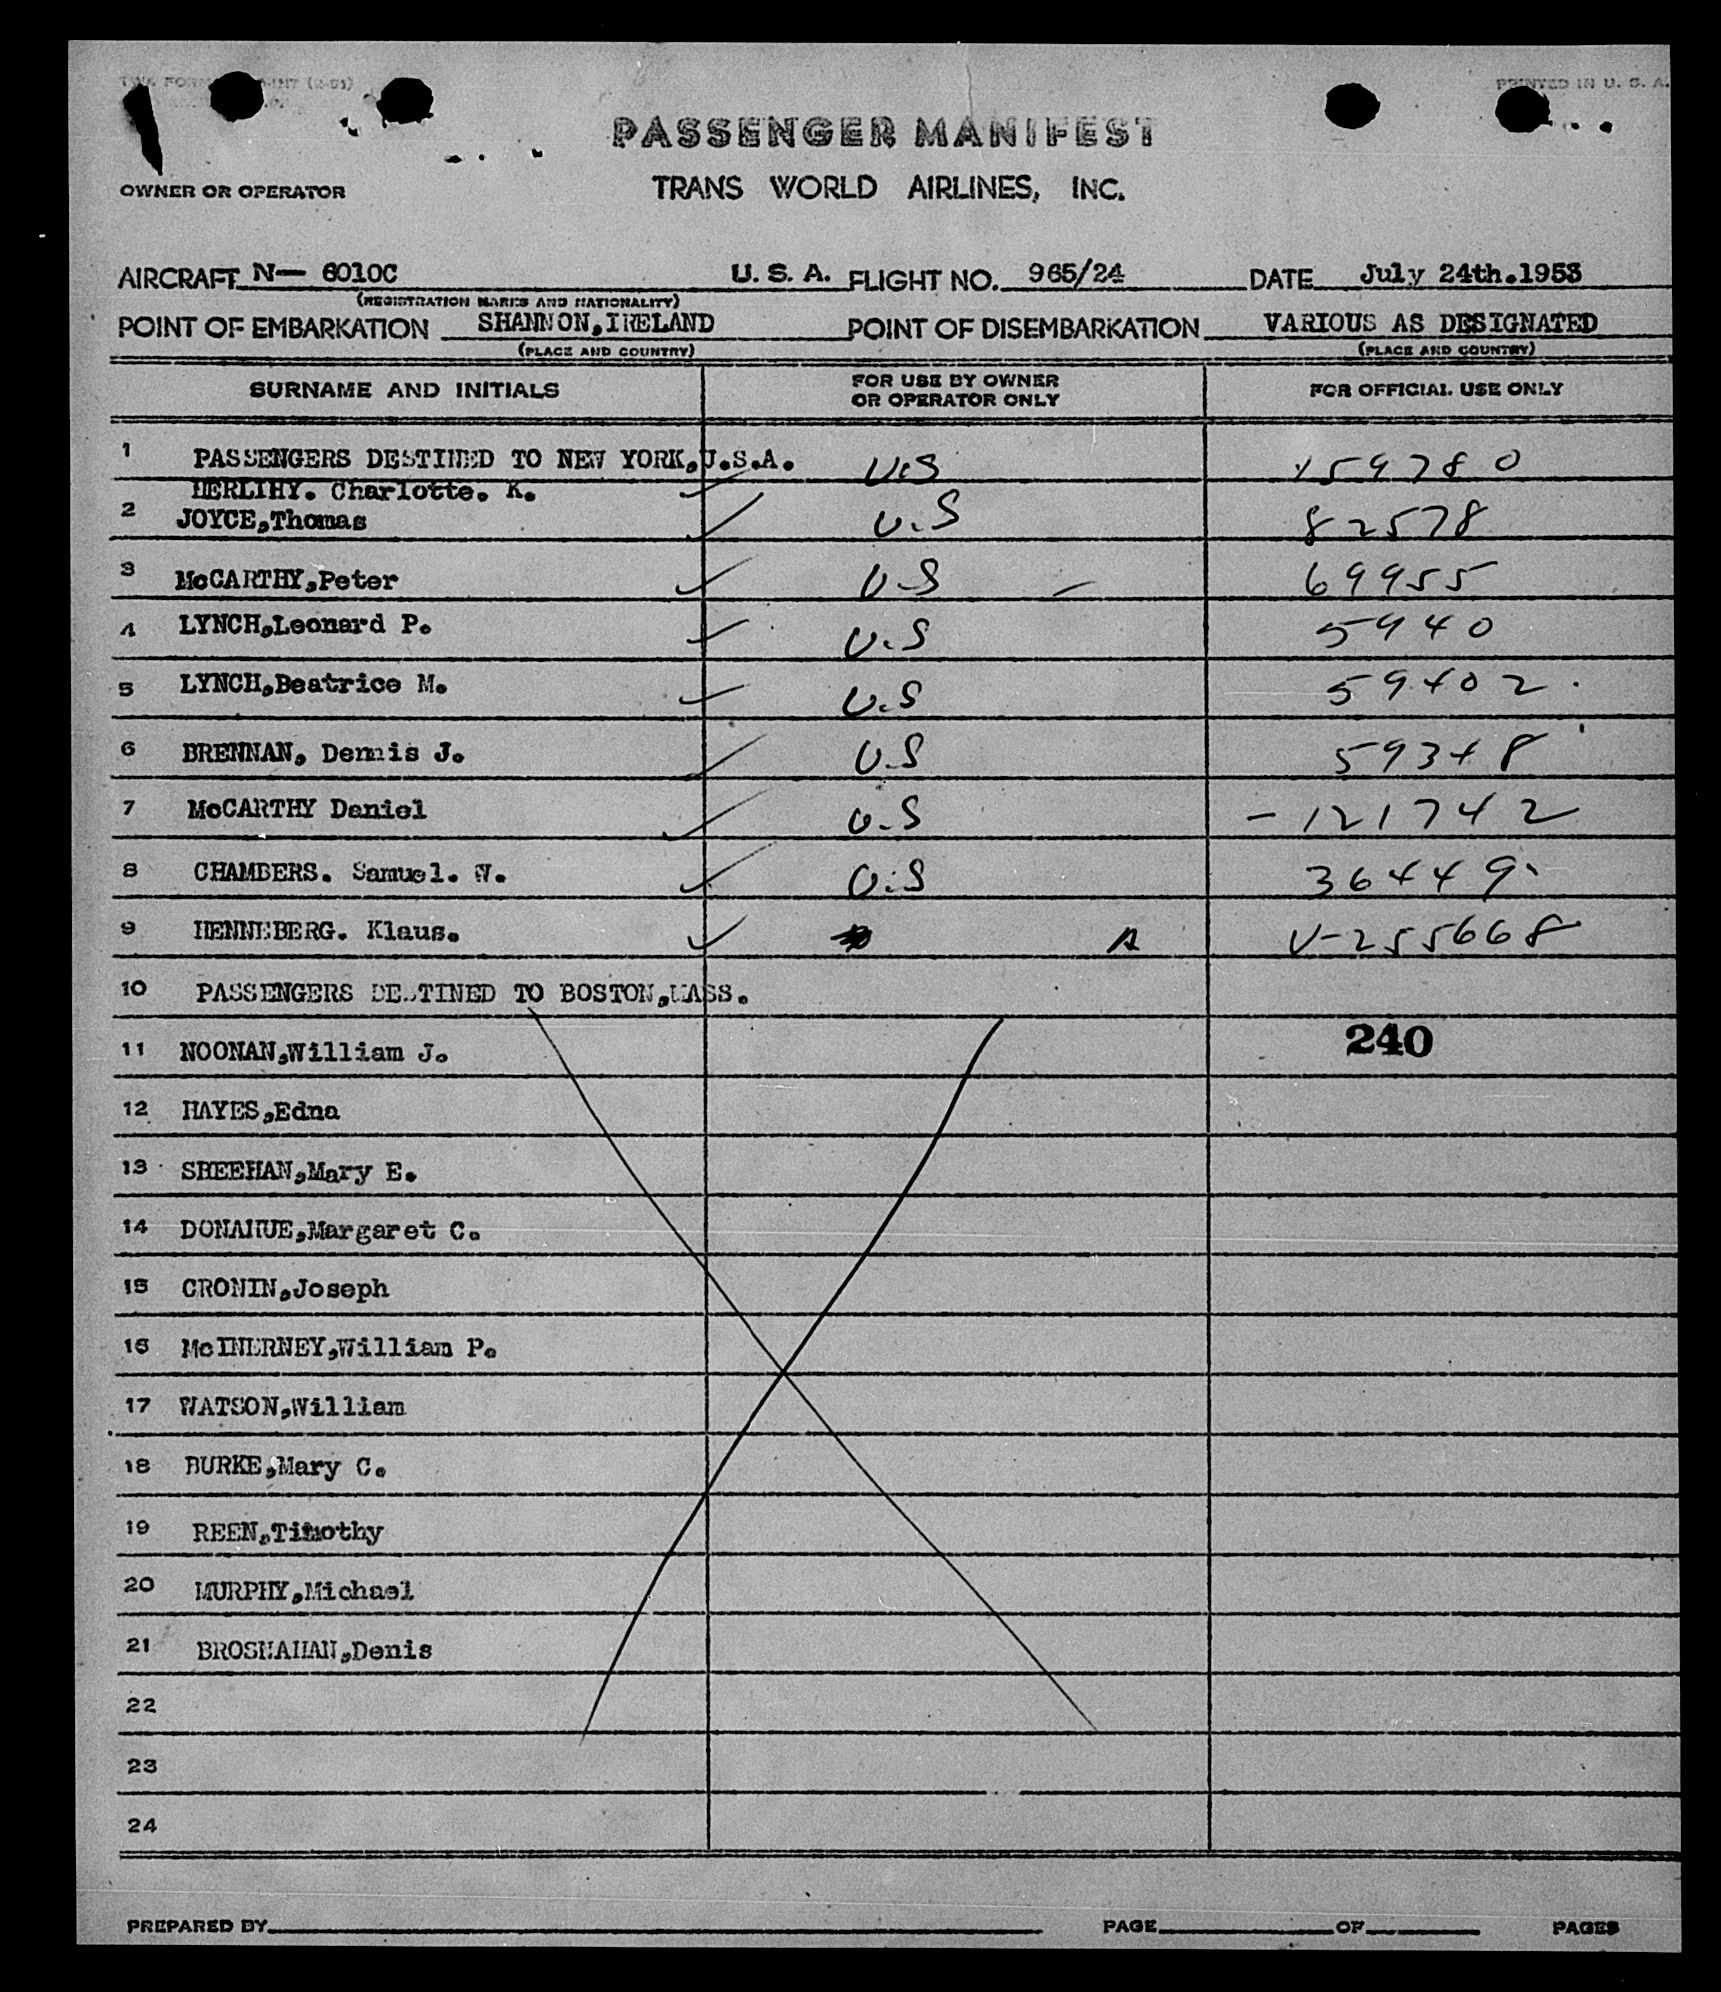 PRINTED IN U. S. A.
PASSENGER MANIFEST
OWNER OR OPERATOR TRANS WORLD AIRLINES, INC.
AIRCRAFT N— 6010C U. S. A. FLIGHT NO. 965/24 DATE July 24th.1953
(REGISTRATION MARKS AND NATIONALITY)
POINT OF EMBARKATION SHANNON,IRELAND POINT OF DISEMBARKATION VARIOUS AS DESIGNATED
(PLACE AND COUNTRY) (PLACE AND COUNTRY)
SURNAME AND INITIALS FOR USE BY OWNER OR OPERATOR ONLY FOR OFFICIAL USE ONLY
1 PASSENGERS DESTINED TO NEW YORK,U.S.A. U.S 159780
HERLIHY. Charlotte. K.
2 JOYCE,Thomas U.S 82578
3 McCARTHY,Peter U-S 69955
4 LYNCH,Leonard P. U.S 5940
5 LYNCH,Beatrice M. U.S 59402
6 BRENNAN, Dennis J. U.S 59348
7 McCARTHY Daniel U.S -121742
8 CHAMBERS. Samuel. W. U.S 364449
9 HENNEBERG. Klaus. A V-255668
10 PASSENGERS DESTINED TO BOSTON,MASS.
11 NOONAN,William J. 240
12 HAYES,Edna
13 SHEEHAN,Mary E.
14 DONAHUE,Margaret C.
15 CRONIN,Joseph
16 McINERNEY,William P.
17 WATSON,William
18 BURKE,Mary C.
19 REEN,Timothy
20 MURPHY,Michael
21 BROSNAHAN,Denis
22
23
24
PREPARED BY PAGE OF PAGES